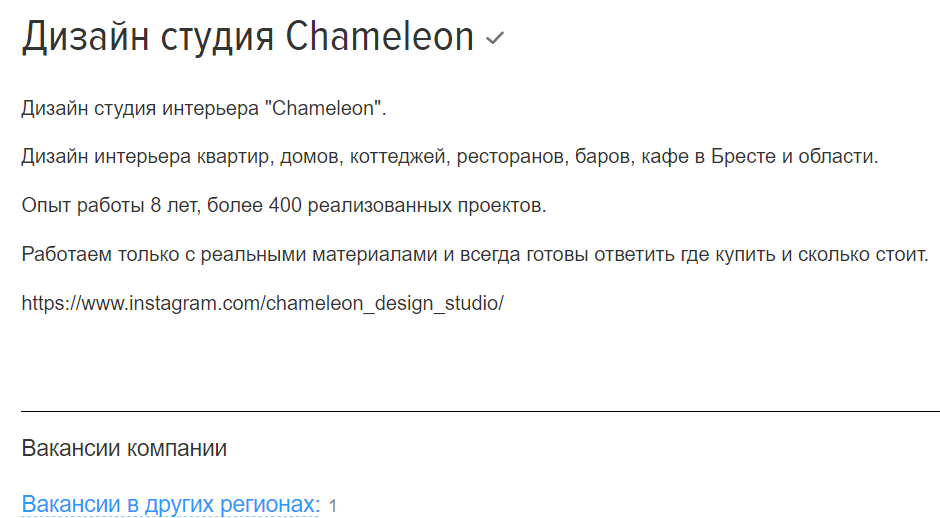 Дизайн студия Chameleon
Дизайн студия интерьера "Chameleon".
Дизайн интерьера квартир, домов, коттеджей, ресторанов, баров, кафе в Бресте и области.
Опыт работы 8 лет, более 400 реализованных проектов.
Работаем только с реальными материалами и всегда готовы ответить где купить и сколько стоит.
https://www.instagram.com/chameleon_design_studio/
Вакансии компании
Вакансии в других регионах: 1